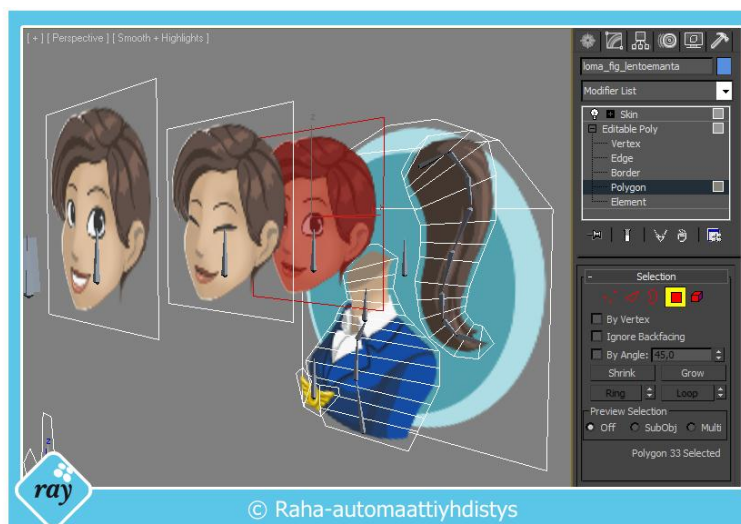 [ + ] [ Perspective ] [ Smooth + Highlights ]
loma_fig_lentoemanta
Modifier List
Skin
Editable Poly
Vertex
Edge
Border
Polygon
Element
- Selection
By Vertex
Ignore Backfacing
By Angle: 45,0
Shrink Grow
Ring Loop
Preview Selection
Off SubObj Multi
Polygon 33 Selected
z
z
ray
© Raha-automaattiyhdistys